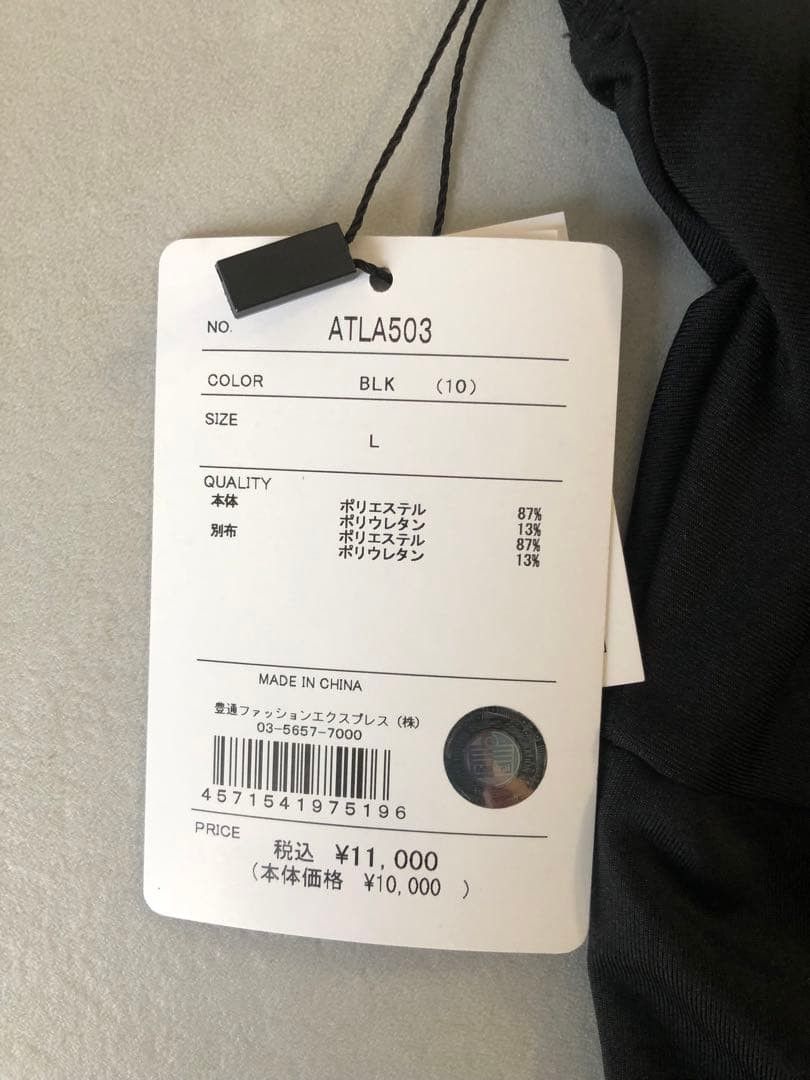 NO. ATLA503
COLOR BLK (10)
SIZE
L
QUALITY
本体 ポリエステル 87%
ポリウレタン 13%
別布 ポリエステル 87%
ポリウレタン 13%
MADE IN CHINA
豊通ファッションエクスプレス(株)
03-5657-7000
4571541975196
PRICE
税込 ¥11,000
(本体価格 ¥10,000 )